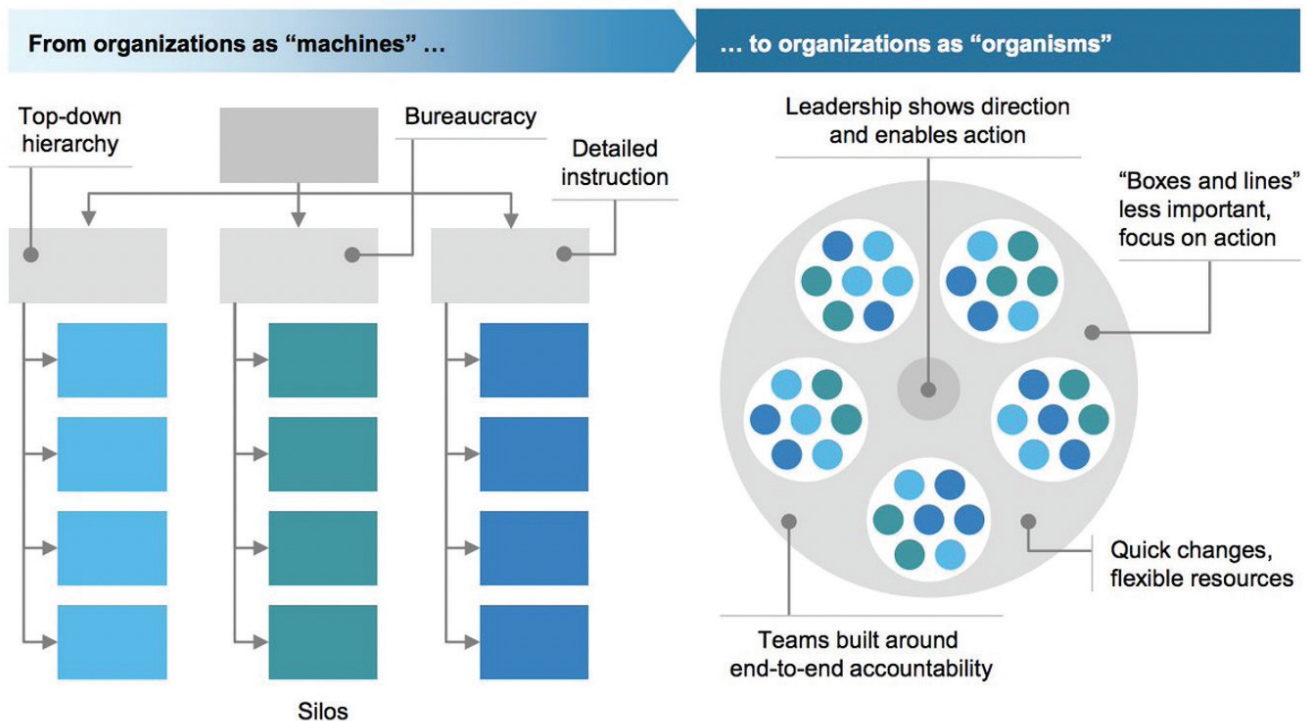 From organizations as “machines” ...
... to organizations as “organisms”
Top-down
hierarchy
Bureaucracy
Detailed
instruction
Silos
Leadership shows direction
and enables action
“Boxes and lines”
less important,
focus on action
Quick changes,
flexible resources
Teams built around
end-to-end accountability